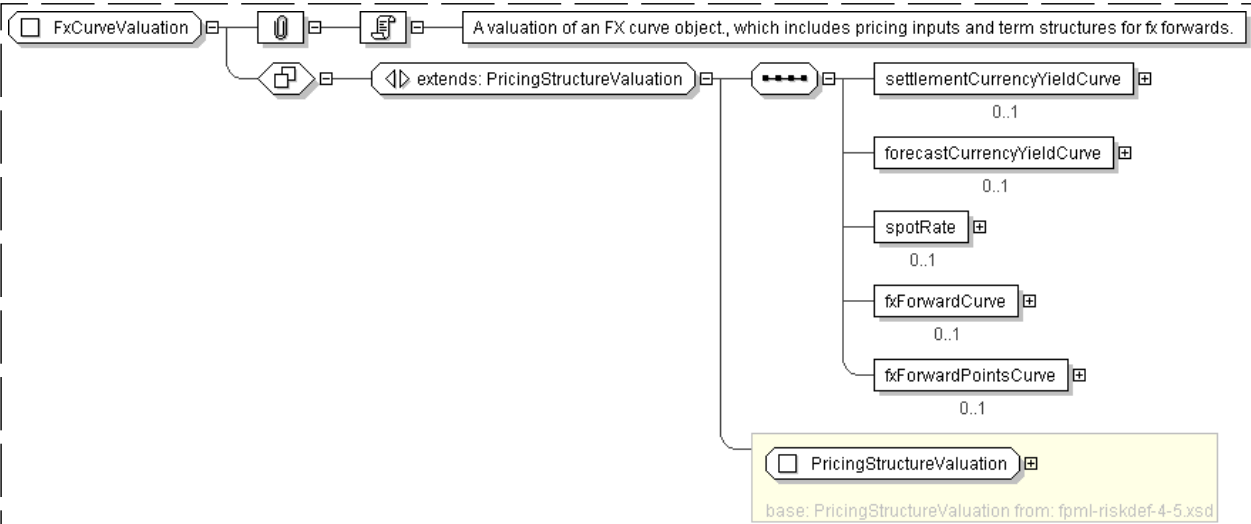 FxCurveValuation
A valuation of an FX curve object., which includes pricing inputs and term structures for fx forwards.
extends: PricingStructureValuation
settlementCurrencyYieldCurve
0..1
forecastCurrencyYieldCurve
0..1
spotRate
0..1
fxForwardCurve
0..1
fxForwardPointsCurve
0..1
PricingStructureValuation
base: PricingStructureValuation from: fpml-riskdef-4-5.xsd